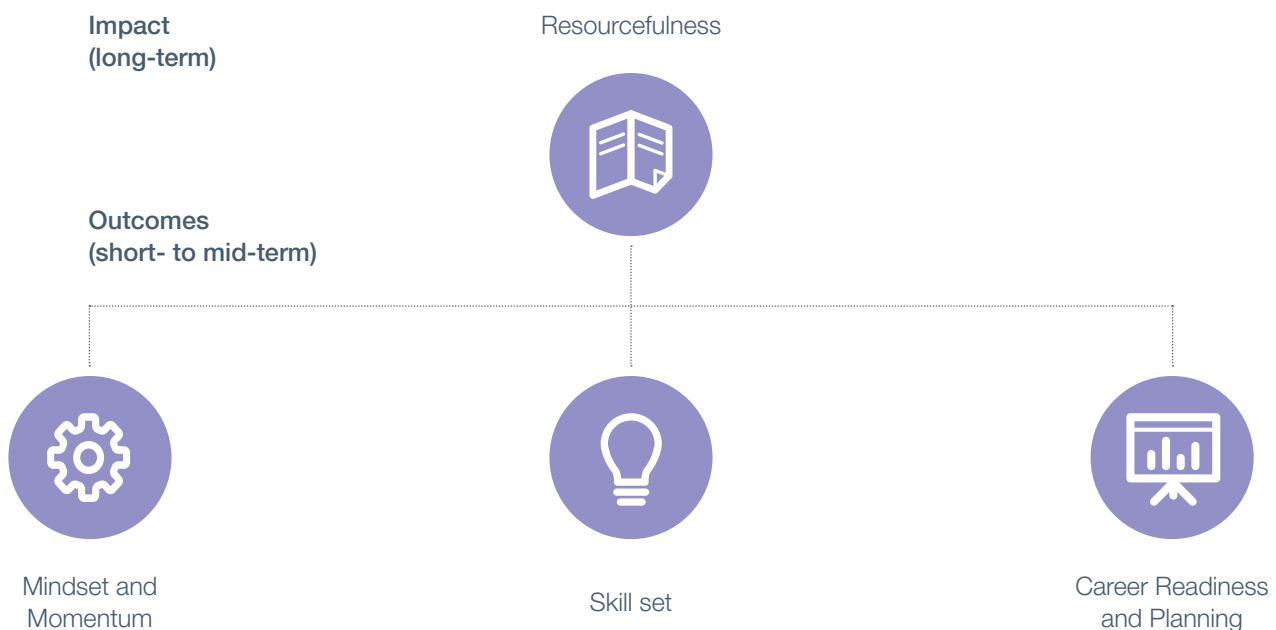 Impact
(long-term)
Resourcefulness
Outcomes
(short- to mid-term)
Mindset and
Momentum
Skill set
Career Readiness
and Planning